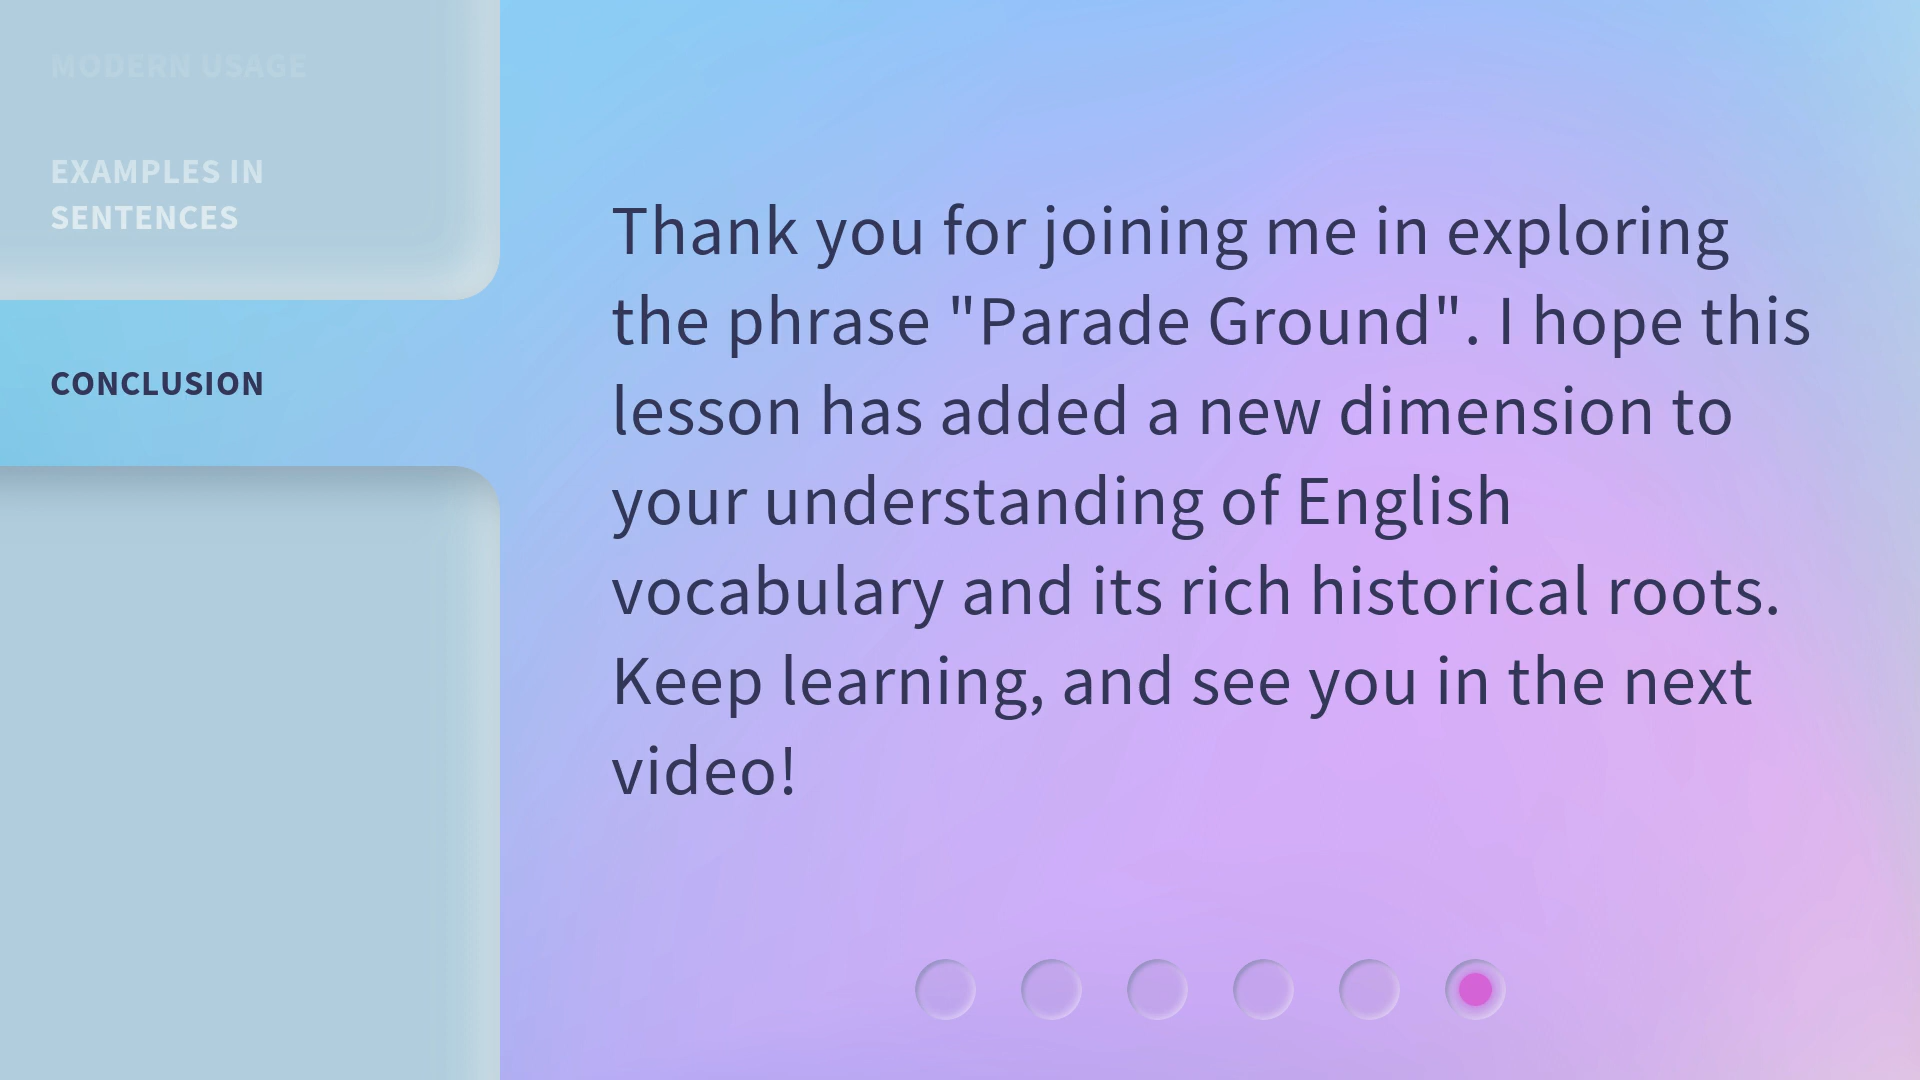 MODERN USAGE
EXAMPLES IN
SENTENCES
CONCLUSION
Thank you for joining me in exploring
the phrase "Parade Ground". I hope this
lesson has added a new dimension to
your understanding of English
vocabulary and its rich historical roots.
Keep learning, and see you in the next
video!